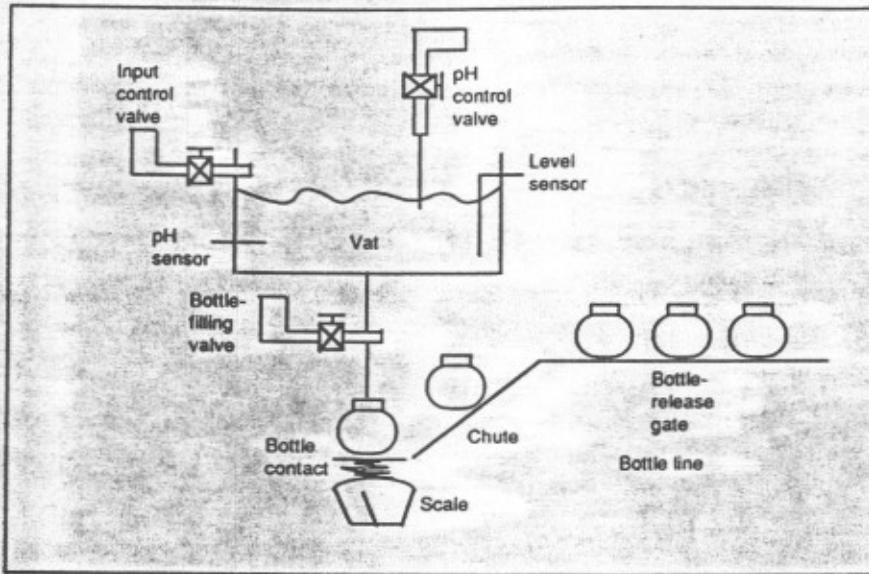 Input
control
valve
pH
control
valve
Level
sensor
pH
sensor
Vat
Bottle-
filling
valve
Bottle-
release
gate
Chute
Bottle
contact
Bottle line
Scale